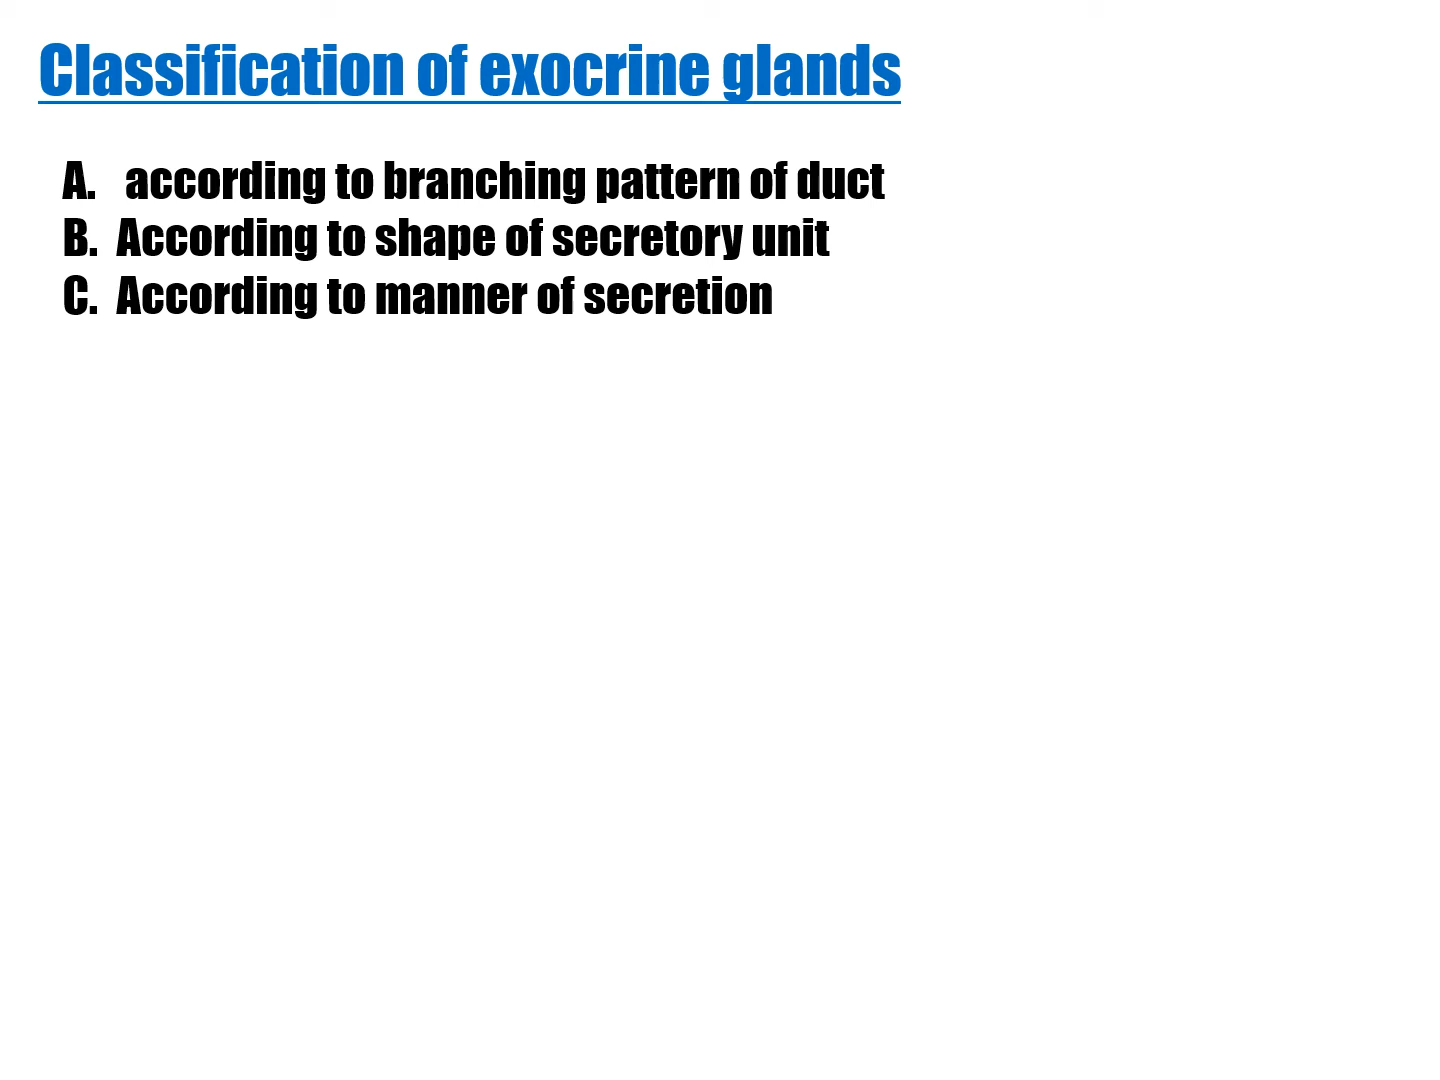 Classification of exocrine glands
A. according to branching pattern of duct
B. According to shape of secretory unit
C. According to manner of secretion